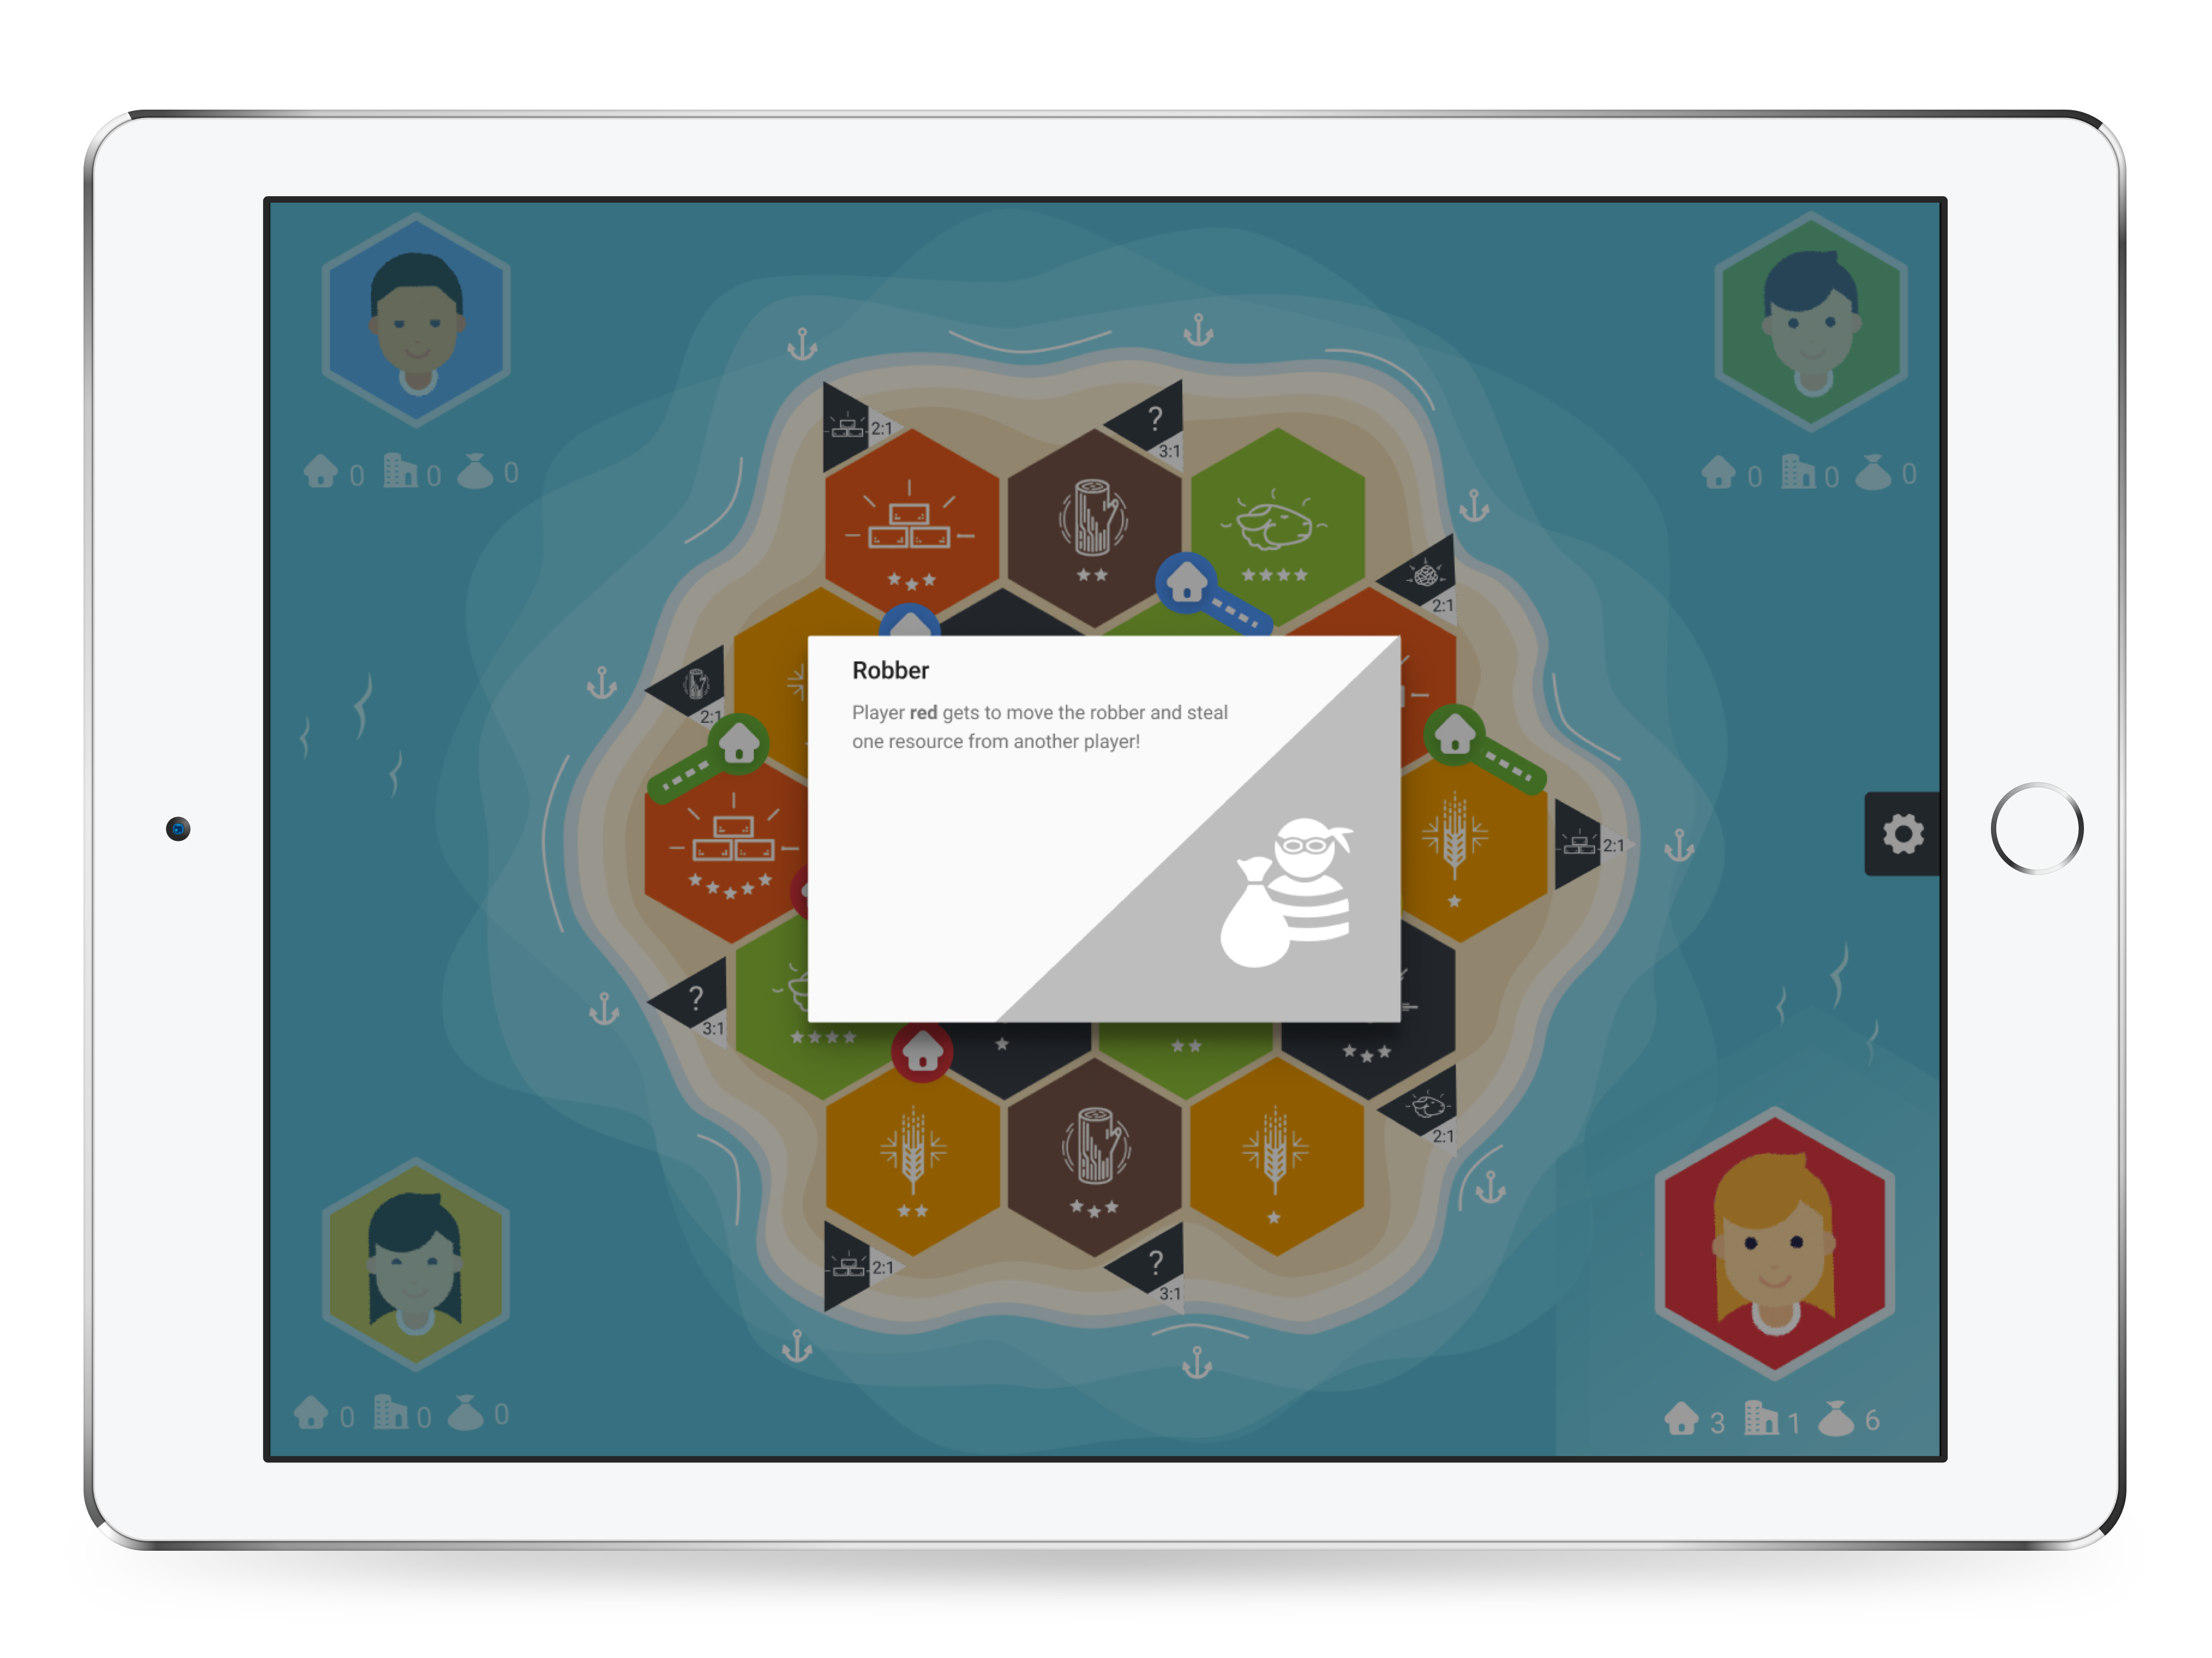 2:1
?
3:1
0 0 0
0 0 0
2:1
Robber
2:1
Player red gets to move the robber and steal
one resource from another player!
2:1
?
3:1
2:1
2:1
?
3:1
0 0 0
3 1 6